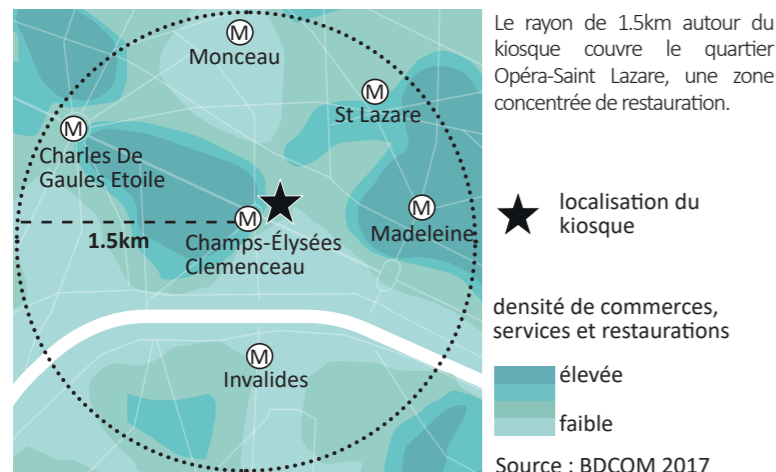 M
Monceau
M
St Lazare
M
Charles De
Gaules Etoile
M
Madeleine
M
1.5km
Champs-Élysées
Clemenceau
M
Invalides
Le rayon de 1.5km autour du
kiosque couvre le quartier
Opéra-Saint Lazare, une zone
concentrée de restauration.
localisation du
kiosque
densité de commerces,
services et restaurations
élevée
faible
Source : BDCOM 2017